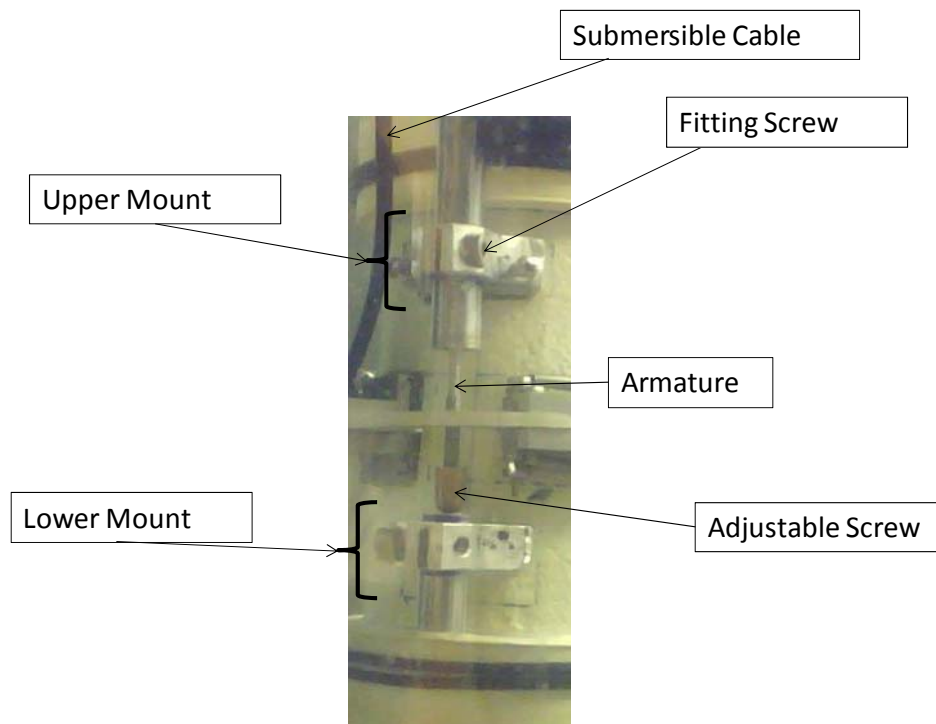 Submersible Cable
Fitting Screw
Upper Mount
Armature
Lower Mount
Adjustable Screw